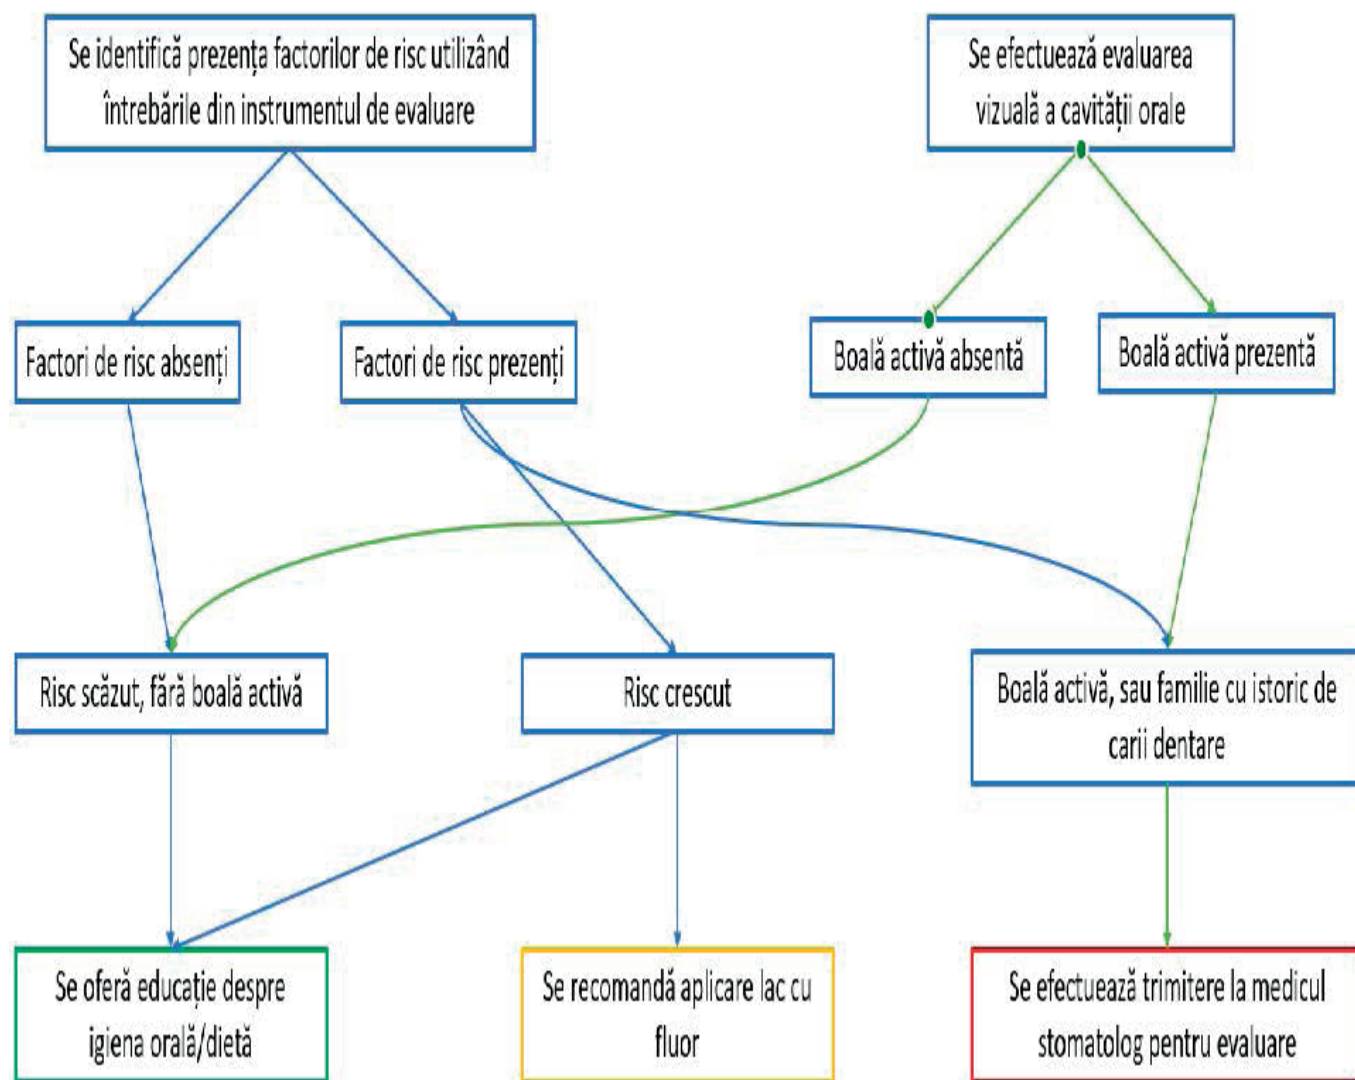 Se identifică prezența factorilor de risc utilizând
întrebările din instrumentul de evaluare
Se efectuează evaluarea
vizuală a cavității orale
Factori de risc absenți
Factori de risc prezenți
Boală activă absentă
Boală activă prezentă
Risc scăzut, fără boală activă
Risc crescut
Boală activă, sau familie cu istoric de
carii dentare
Se oferă educație despre
igiena orală/dietă
Se recomandă aplicare lac cu
fluor
Se efectuează trimitere la medicul
stomatolog pentru evaluare